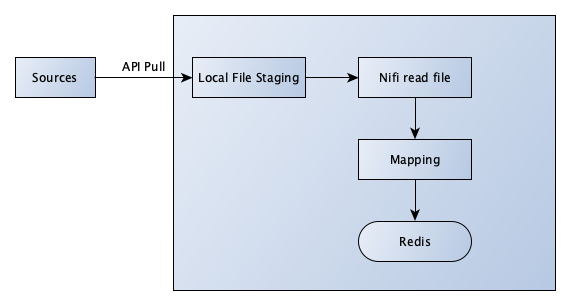 Sources
API Pull
Local File Staging
Nifi read file
Mapping
Redis